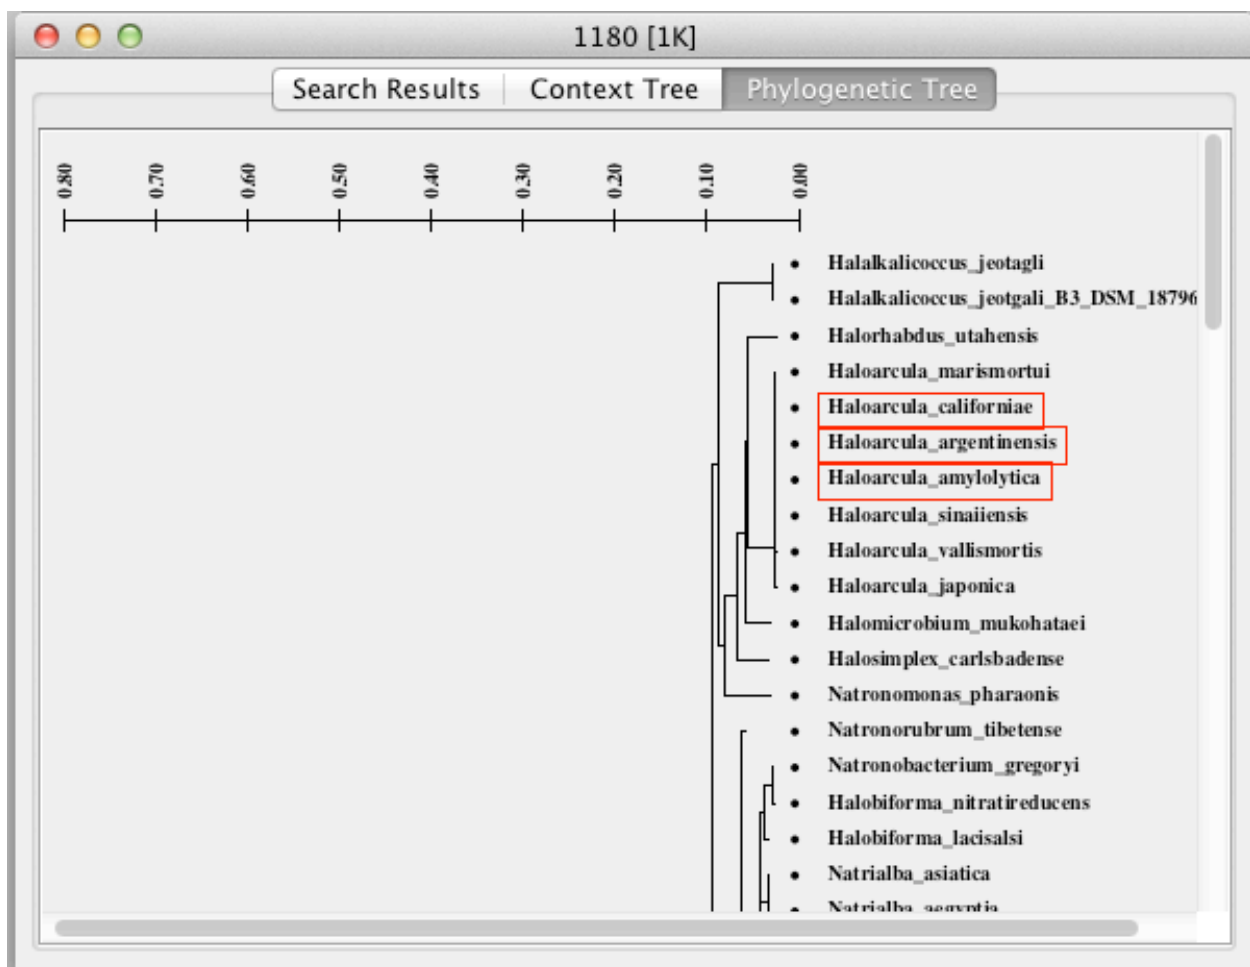 1180 [1K]
Search Results Context Tree Phylogenetic Tree
0.80 0.70 0.60 0.50 0.40 0.30 0.20 0.10 0.00
Halalkalicoccus_jeotagli
Halalkalicoccus_jeotgali_B3_DSM_18796
Halorhabdus_utahensis
Haloarcula_marismortui
Haloarcula_californiae
Haloarcula_argentinensis
Haloarcula_amylolytica
Haloarcula_sinaiiensis
Haloarcula_vallismortis
Haloarcula_japonica
Halomicrobium_mukohataei
Halosimplex_carlsbadense
Natronomonas_pharaonis
Natronorubrum_tibetense
Natronobacterium_gregoryi
Halobiforma_nitratireducens
Halobiforma_lacisalsi
Natrialba_asiatica
Natrialba_aegyptia